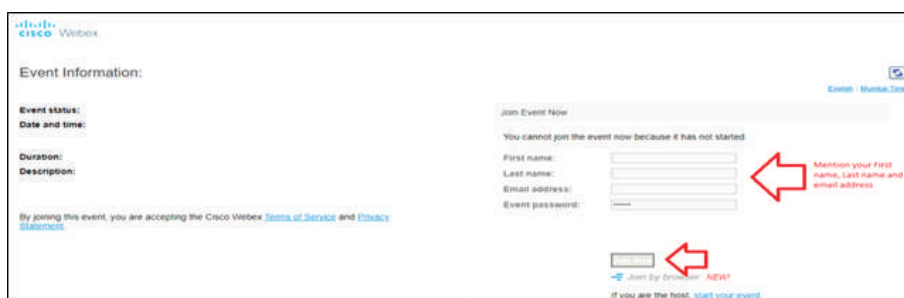 cisco Webex
Event Information:
English : Mumbai Time
Event status:
Date and time:
Duration:
Description:
By joining this event, you are accepting the Cisco Webex Terms of Service and Privacy
Statement.
Join Event Now
You cannot join the event now because it has not started.
First name:
Last name:
Email address:
Event password:
Mention your First
name, Last name and
email address
Join by browser NEW!
If you are the host, start your event.